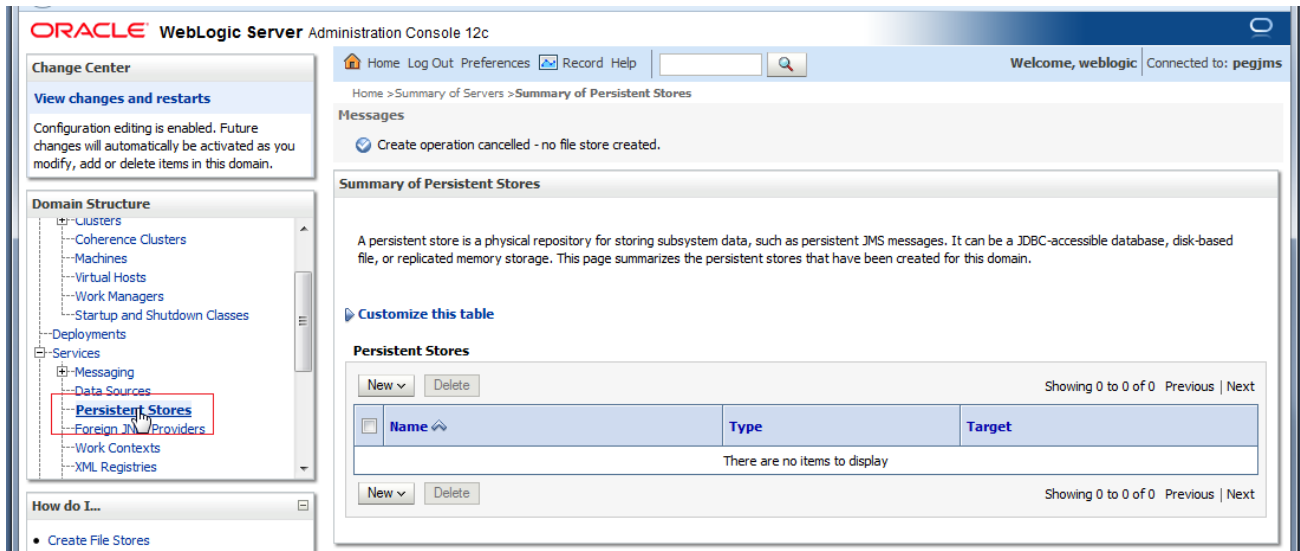 ORACLE WebLogic Server Administration Console 12c
Change Center
View changes and restarts
Configuration editing is enabled. Future
changes will automatically be activated as you
modify, add or delete items in this domain.
Domain Structure
Clusters
Coherence Clusters
Machines
Virtual Hosts
Work Managers
Startup and Shutdown Classes
Deployments
Services
Messaging
Data Sources
Persistent Stores
Foreign JMS Providers
Work Contexts
XML Registries
How do I...
Create File Stores
Home Log Out Preferences Record Help
Welcome, weblogic Connected to: pegjms
Home >Summary of Servers >Summary of Persistent Stores
Messages
Create operation cancelled - no file store created.
Summary of Persistent Stores
A persistent store is a physical repository for storing subsystem data, such as persistent JMS messages. It can be a JDBC-accessible database, disk-based
file, or replicated memory storage. This page summarizes the persistent stores that have been created for this domain.
Customize this table
Persistent Stores
New Delete Showing 0 to 0 of 0 Previous | Next
Name Type Target
There are no items to display
New Delete Showing 0 to 0 of 0 Previous | Next